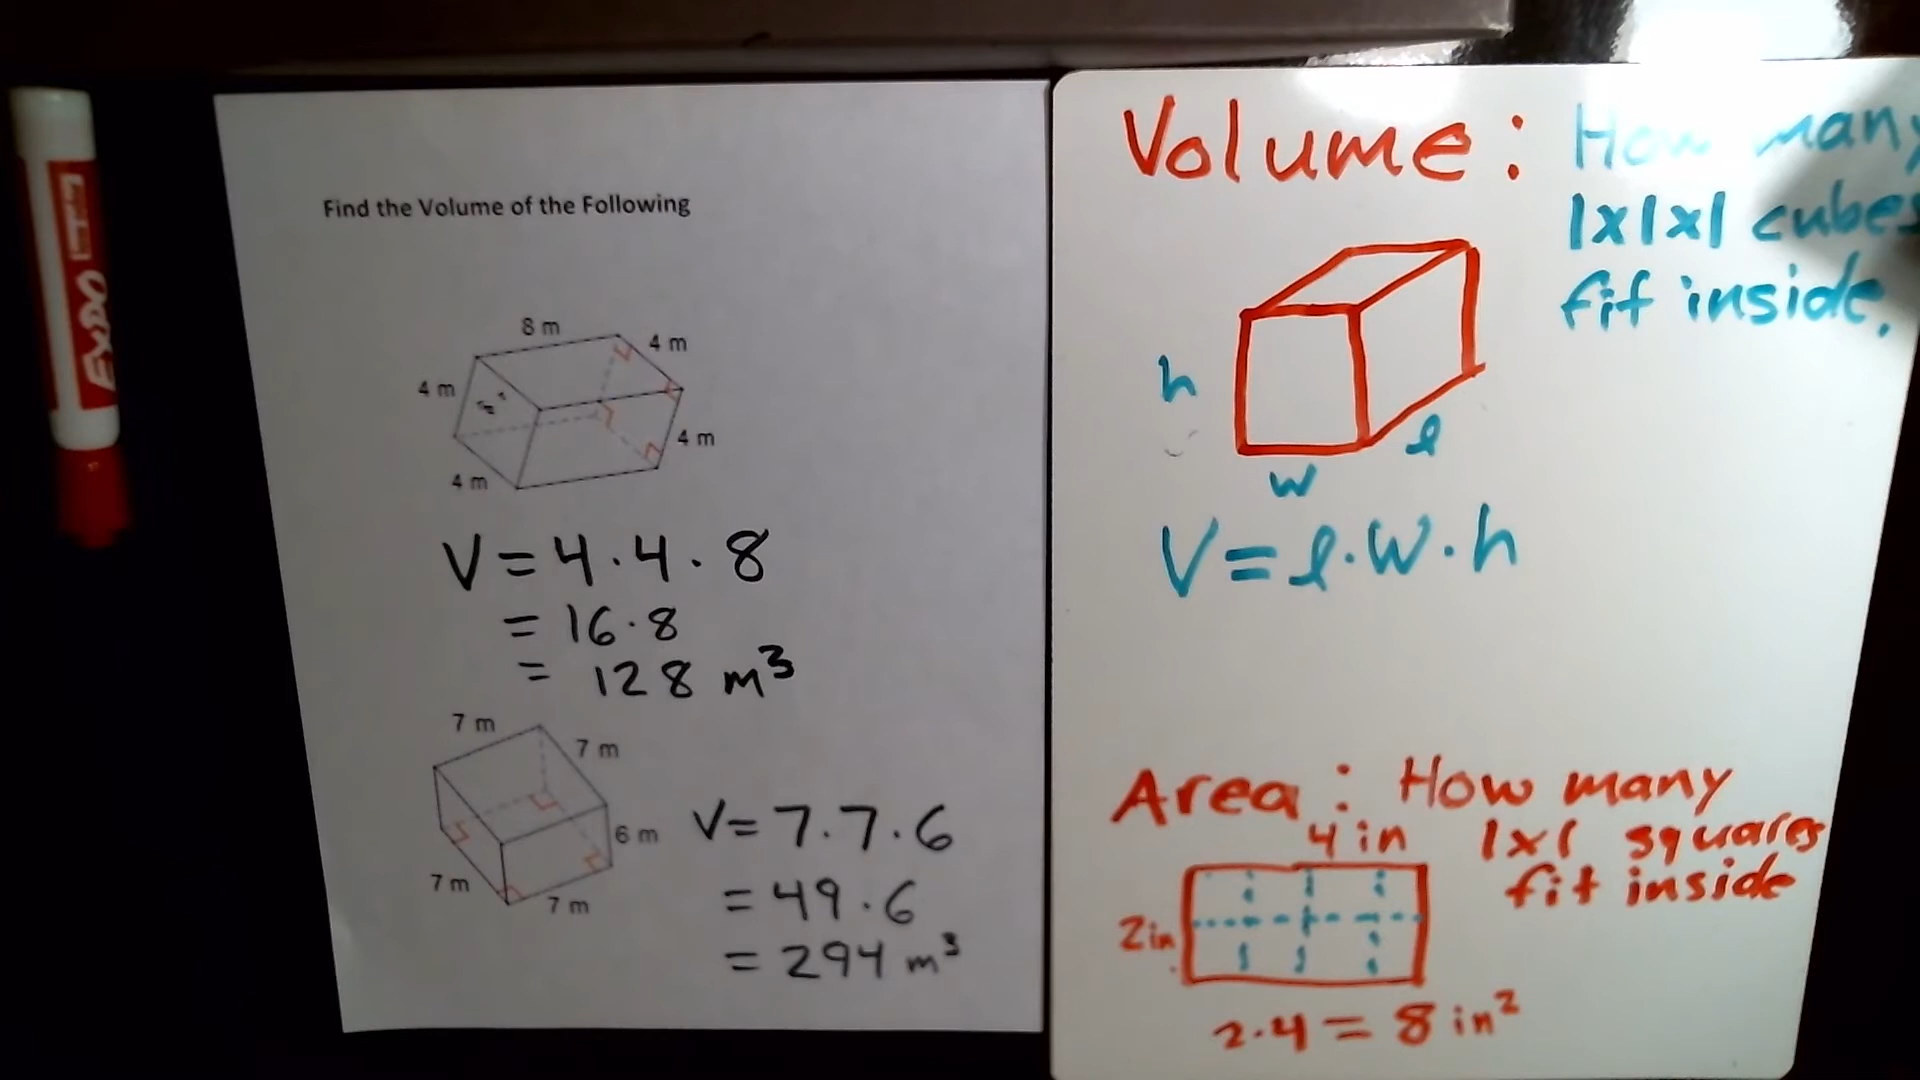 Find the Volume of the Following
8 m
4 m
4 m
4 m
4 m
V = 4 · 4 · 8
= 16 · 8
= 128 m³
7 m
7 m
6 m
7 m
7 m
V = 7 · 7 · 6
= 49 · 6
= 294 m³
Volume: How many
1x1x1 cubes
fit inside.
h
w
l
V = l · w · h
Area: How many
1x1 squares
fit inside
4 in
2 in
2 · 4 = 8 in²
EXPO